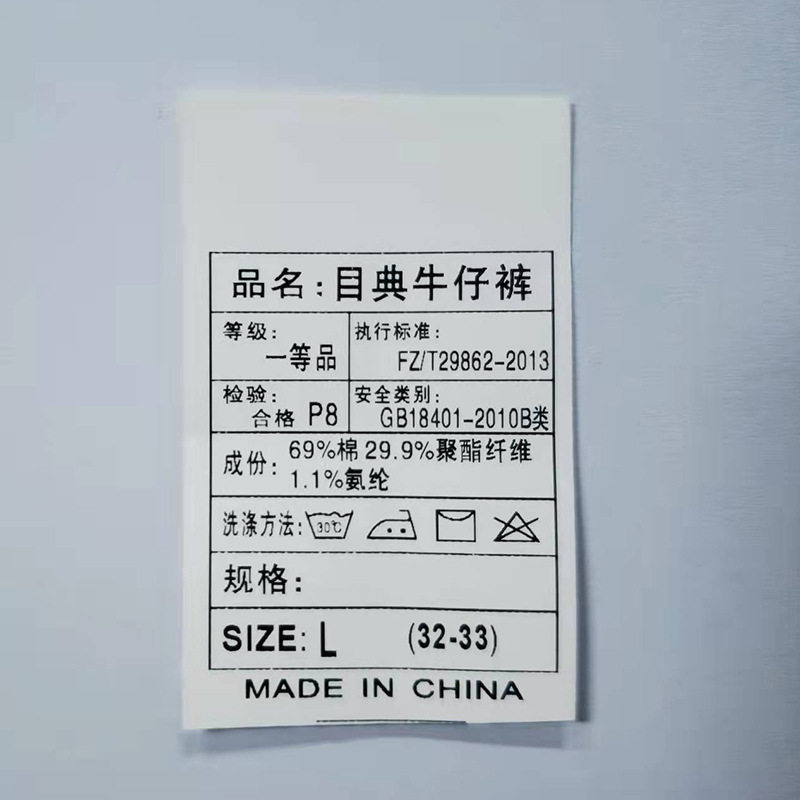 品名:目典牛仔裤
等级:
一等品
执行标准:
FZ/T29862-2013
检验:
合格 P8
安全类别:
GB18401-2010B类
成份:
69%棉 29.9%聚酯纤维
1.1%氨纶
洗涤方法: 30℃
规格:
SIZE: L (32-33)
MADE IN CHINA